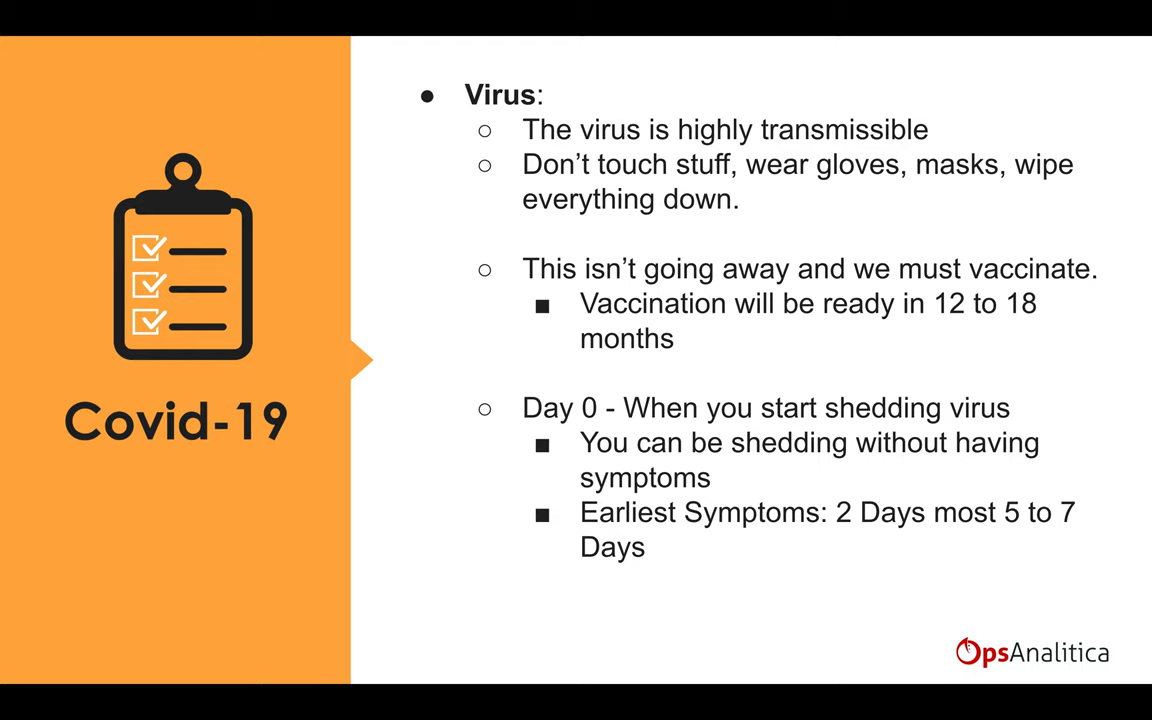 ● Virus:
○ The virus is highly transmissible
○ Don’t touch stuff, wear gloves, masks, wipe
everything down.
○ This isn’t going away and we must vaccinate.
■ Vaccination will be ready in 12 to 18
months
○ Day 0 - When you start shedding virus
■ You can be shedding without having
symptoms
■ Earliest Symptoms: 2 Days most 5 to 7
Days
Covid-19
OpsAnalitica